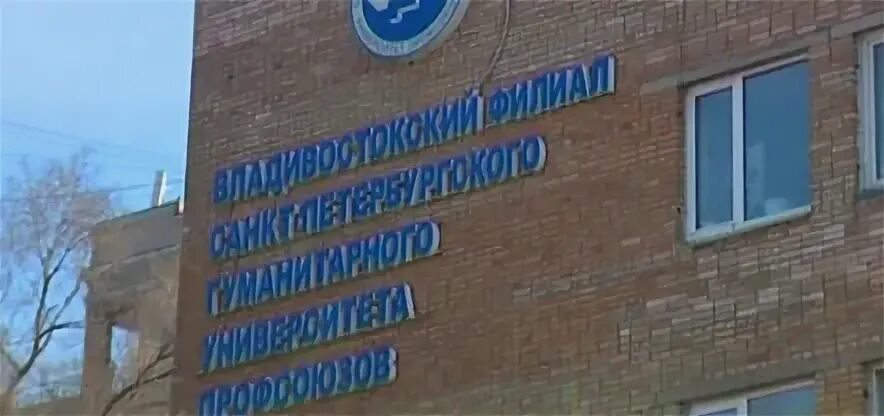 ВЛАДИВОСТОКСКИЙ ФИЛИАЛ
САНКТ-ПЕТЕРБУРГСКОГО
ГУМАНИТАРНОГО
УНИВЕРСИТЕТА
ПРОФСОЮЗОВ